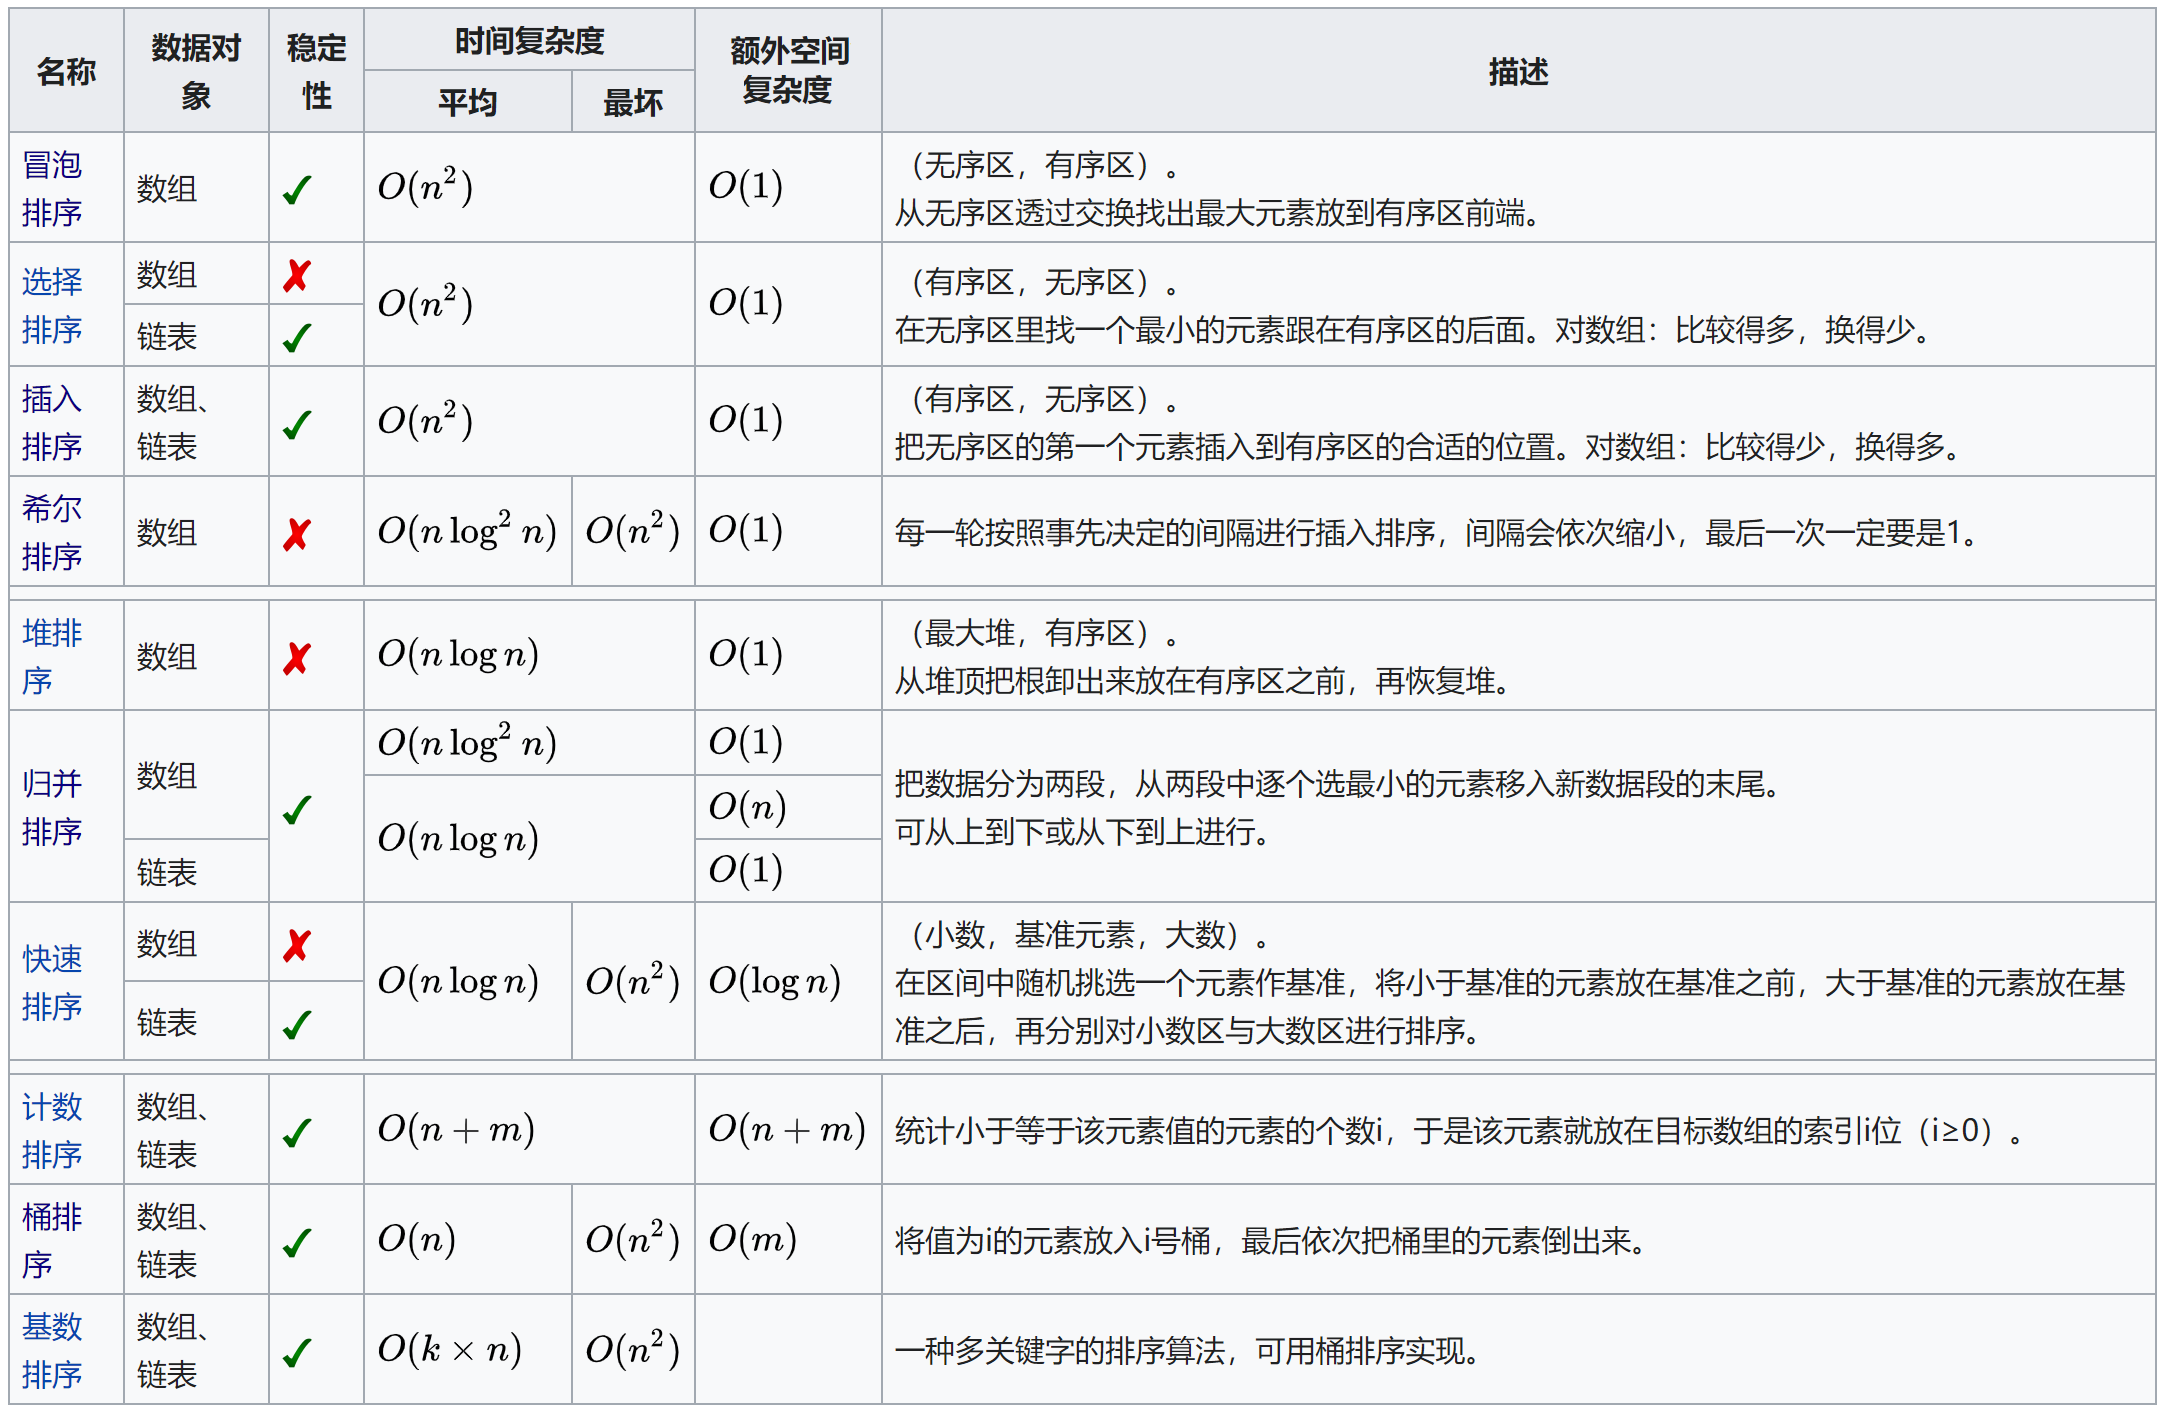 名称
数据对
象
稳定
性
时间复杂度
平均
最坏
额外空间
复杂度
描述
冒泡
排序
数组
✔
O(n²)
O(1)
（无序区，有序区）。
从无序区透过交换找出最大元素放到有序区前端。
选择
排序
数组
✘
链表
✔
O(n²)
O(1)
（有序区，无序区）。
在无序区里找一个最小的元素跟在有序区的后面。对数组：比较得多，换得少。
插入
排序
数组、
链表
✔
O(n²)
O(1)
（有序区，无序区）。
把无序区的第一个元素插入到有序区的合适的位置。对数组：比较得少，换得多。
希尔
排序
数组
✘
O(n log² n)
O(n²)
O(1)
每一轮按照事先决定的间隔进行插入排序，间隔会依次缩小，最后一次一定要是1。
堆排
序
数组
✘
O(n log n)
O(1)
（最大堆，有序区）。
从堆顶把根卸出来放在有序区之前，再恢复堆。
归并
排序
数组
链表
✔
O(n log² n)
O(1)
O(n log n)
O(n)
O(1)
把数据分为两段，从两段中逐个选最小的元素移入新数据段的末尾。
可从上到下或从下到上进行。
快速
排序
数组
✘
链表
✔
O(n log n)
O(n²)
O(log n)
（小数，基准元素，大数）。
在区间中随机挑选一个元素作基准，将小于基准的元素放在基准之前，大于基准的元素放在基
准之后，再分别对小数区与大数区进行排序。
计数
排序
数组、
链表
✔
O(n + m)
O(n + m)
统计小于等于该元素值的元素的个数i，于是该元素就放在目标数组的索引i位（i≥0）。
桶排
序
数组、
链表
✔
O(n)
O(n²)
O(m)
将值为i的元素放入i号桶，最后依次把桶里的元素倒出来。
基数
排序
数组、
链表
✔
O(k × n)
O(n²)
一种多关键字的排序算法，可用桶排序实现。